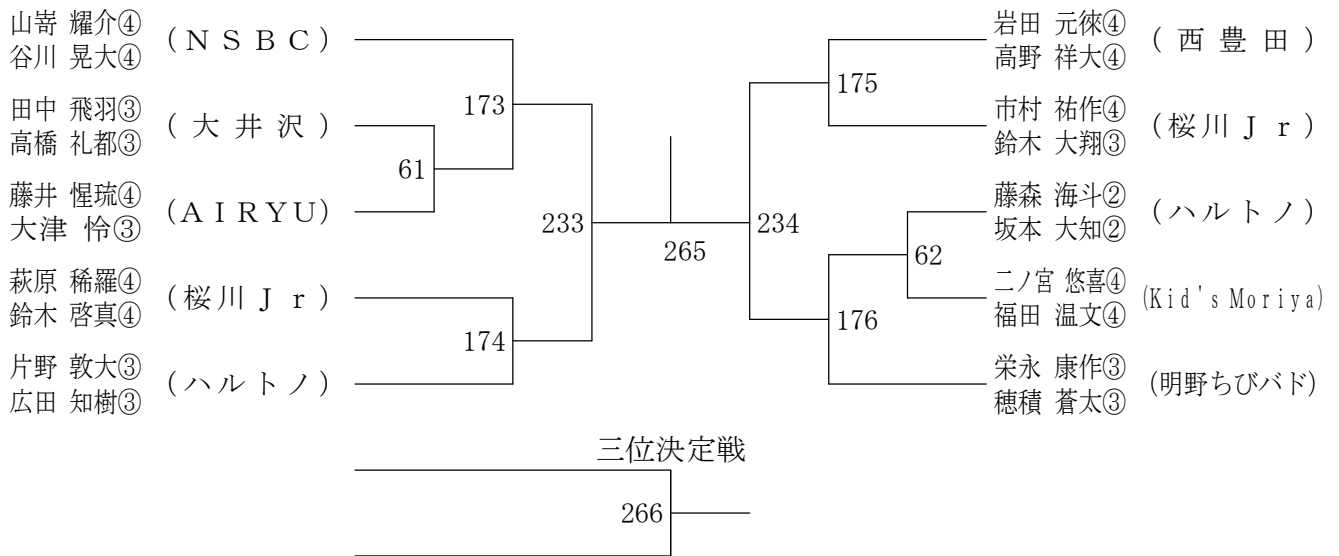 山嵜 耀介④
谷川 晃大④
(ＮＳＢＣ)
田中 飛羽③
高橋 礼都③
(大井沢)
藤井 惺琉④
大津 怜③
(ＡＩＲＹＵ)
萩原 稀羅④
鈴木 啓真④
(桜川Ｊｒ)
片野 敦大③
広田 知樹③
(ハルトノ)
173
61
174
233
265
234
175
62
176
岩田 元徠④
高野 祥大④
(西豊田)
市村 祐作④
鈴木 大翔③
(桜川Ｊｒ)
藤森 海斗②
坂本 大知②
(ハルトノ)
二ノ宮 悠喜④
福田 温文④
(Kid's Moriya)
栄永 康作③
穂積 蒼太③
(明野ちびバド)
三位決定戦
266